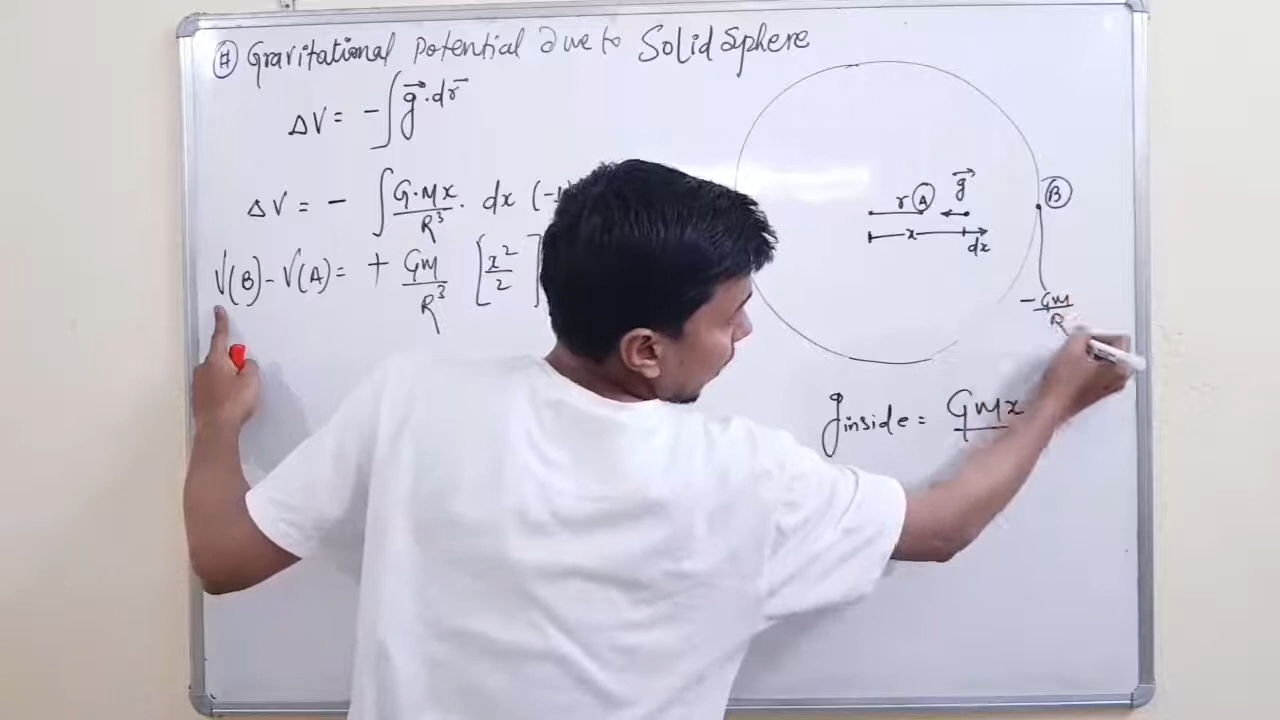 # Gravitational Potential due to Solid Sphere
ΔV = -∫ g⃗ · dr⃗
ΔV = - ∫ G·Mx/R³ · dx (-1
V(B) - V(A) = + GM/R³ [x²/2]
r A g⃗ B
x dx
-GM/R
g inside = GMx